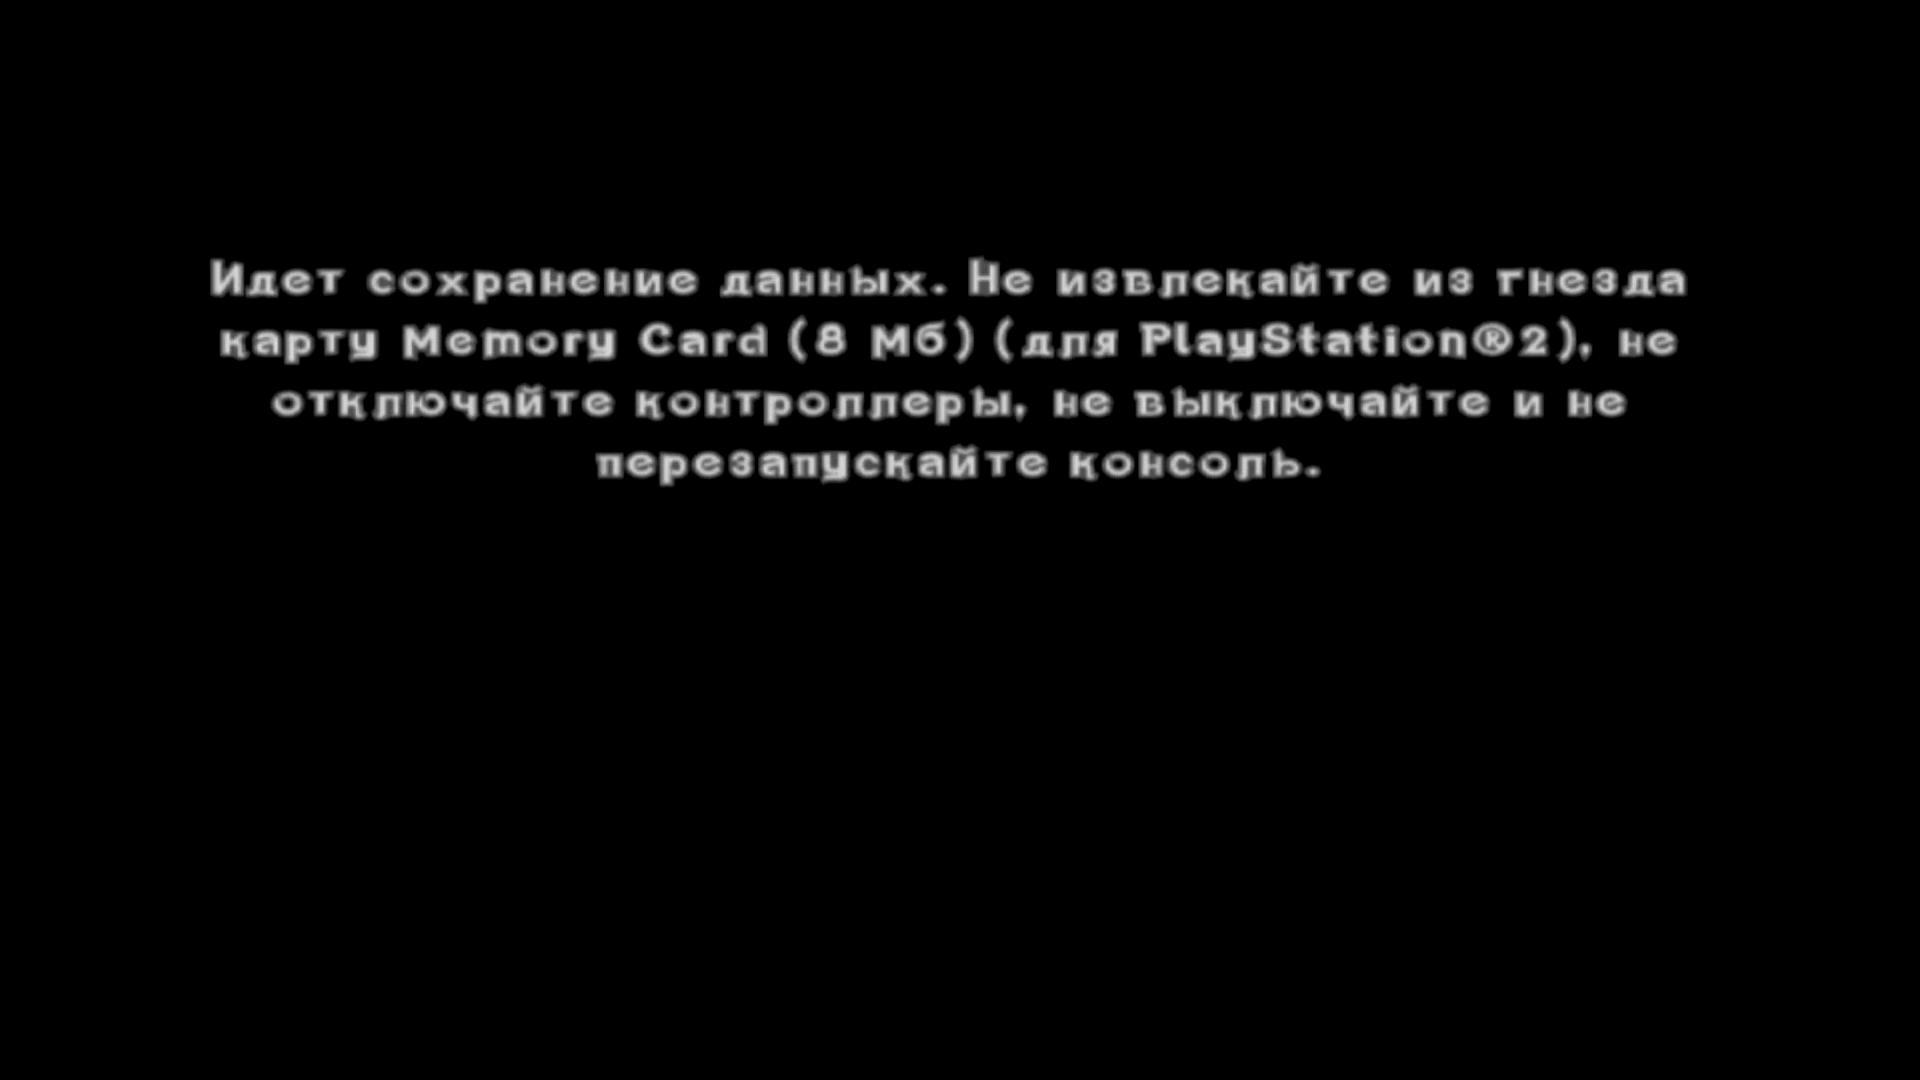 Идет сохранение данных. Не извлекайте из гнезда
карту Memory Card (8 Мб) (для PlayStation®2), не
отключайте контроллеры, не выключайте и не
перезапускайте консоль.